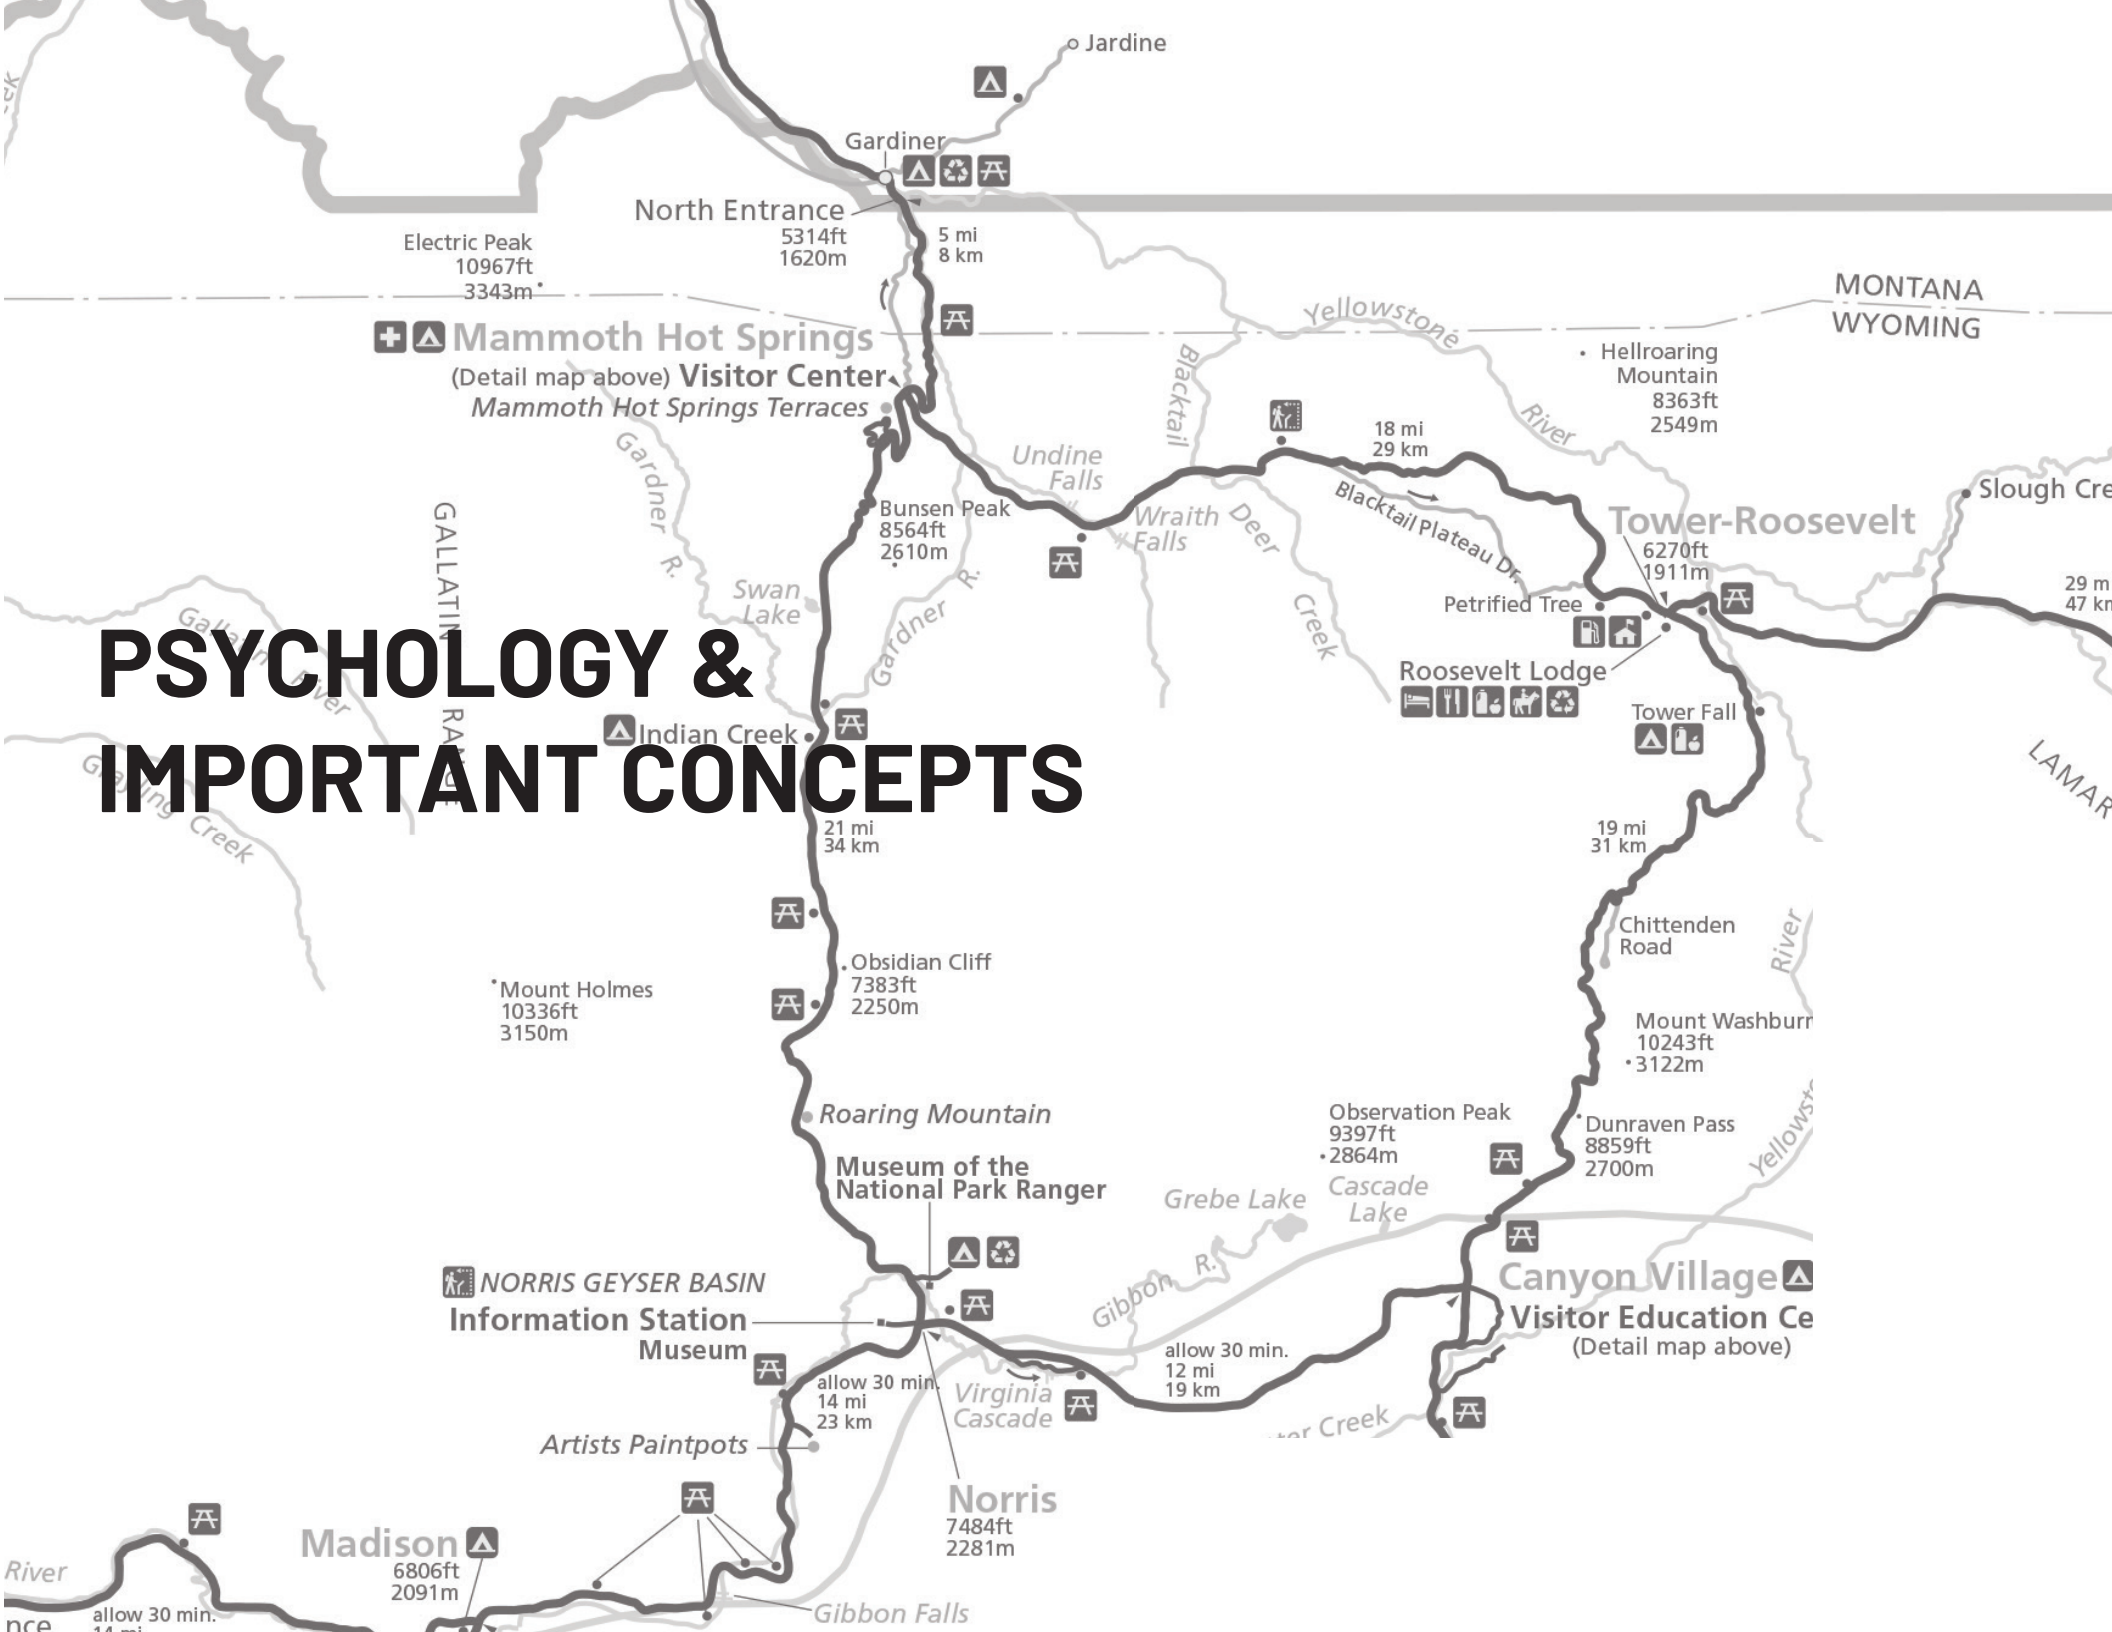 Jardine
Gardiner
North Entrance
5314ft
1620m
5 mi
8 km
Electric Peak
10967ft
3343m
MONTANA
WYOMING
Yellowstone
River
Mammoth Hot Springs
(Detail map above) Visitor Center
Mammoth Hot Springs Terraces
Hellroaring
Mountain
8363ft
2549m
Blacktail
Deer
Creek
18 mi
29 km
Undine
Falls
Gardner
R.
Wraith
Falls
Blacktail Plateau Dr.
Slough
Tower-Roosevelt
6270ft
1911m
Bunsen Peak
8564ft
2610m
GALLATIN RANGE
Swan
Lake
Gardner R.
Petrified Tree
29
47
Gallatin
River
PSYCHOLOGY &
IMPORTANT CONCEPTS
Roosevelt Lodge
Tower Fall
Indian Creek
LAMAR
Grayling Creek
21 mi
34 km
19 mi
31 km
Chittenden
Road
River
Obsidian Cliff
7383ft
2250m
Mount Holmes
10336ft
3150m
Mount Washburn
10243ft
3122m
Roaring Mountain
Observation Peak
9397ft
2864m
Dunraven Pass
8859ft
2700m
Museum of the
National Park Ranger
Grebe Lake
Cascade
Lake
Gibbon R.
NORRIS GEYSER BASIN
Information Station
Museum
Canyon Village
Visitor Education
(Detail map above)
allow 30 min.
12 mi
19 km
allow 30 min.
14 mi
23 km
Virginia
Cascade
Creek
Artists Paintpots
Norris
7484ft
2281m
Madison
6806ft
2091m
River
Gibbon Falls
allow 30 min.